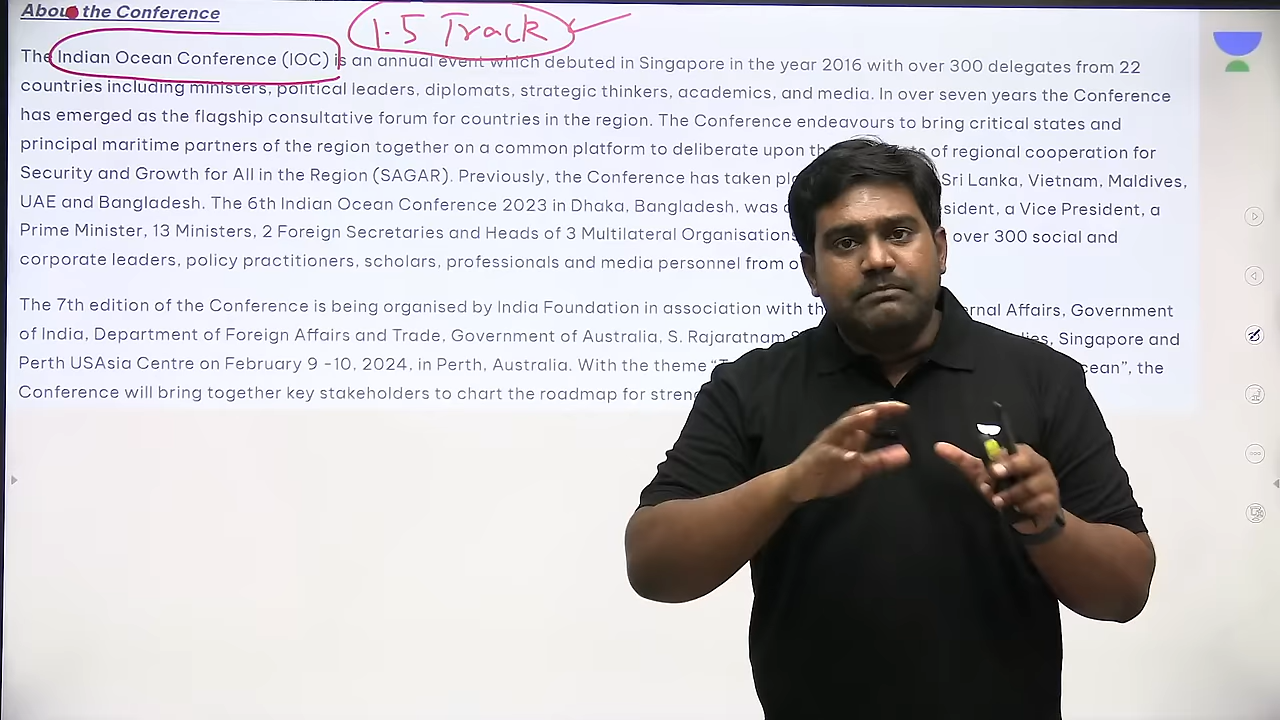 About the Conference
1.5 Track
The Indian Ocean Conference (IOC) is an annual event which debuted in Singapore in the year 2016 with over 300 delegates from 22
countries including ministers, political leaders, diplomats, strategic thinkers, academics, and media. In over seven years the Conference
has emerged as the flagship consultative forum for countries in the region. The Conference endeavours to bring critical states and
principal maritime partners of the region together on a common platform to deliberate upon of regional cooperation for
Security and Growth for All in the Region (SAGAR). Previously, the Conference has taken Sri Lanka, Vietnam, Maldives,
UAE and Bangladesh. The 6th Indian Ocean Conference 2023 in Dhaka, Bangladesh, was a Vice President, a
Prime Minister, 13 Ministers, 2 Foreign Secretaries and Heads of 3 Multilateral Organisations over 300 social and
corporate leaders, policy practitioners, scholars, professionals and media personnel from
The 7th edition of the Conference is being organised by India Foundation in association with Affairs, Government
of India, Department of Foreign Affairs and Trade, Government of Australia, S. Rajaratnam Singapore and
Perth USAsia Centre on February 9 -10, 2024, in Perth, Australia. With the theme the
Conference will bring together key stakeholders to chart the roadmap for